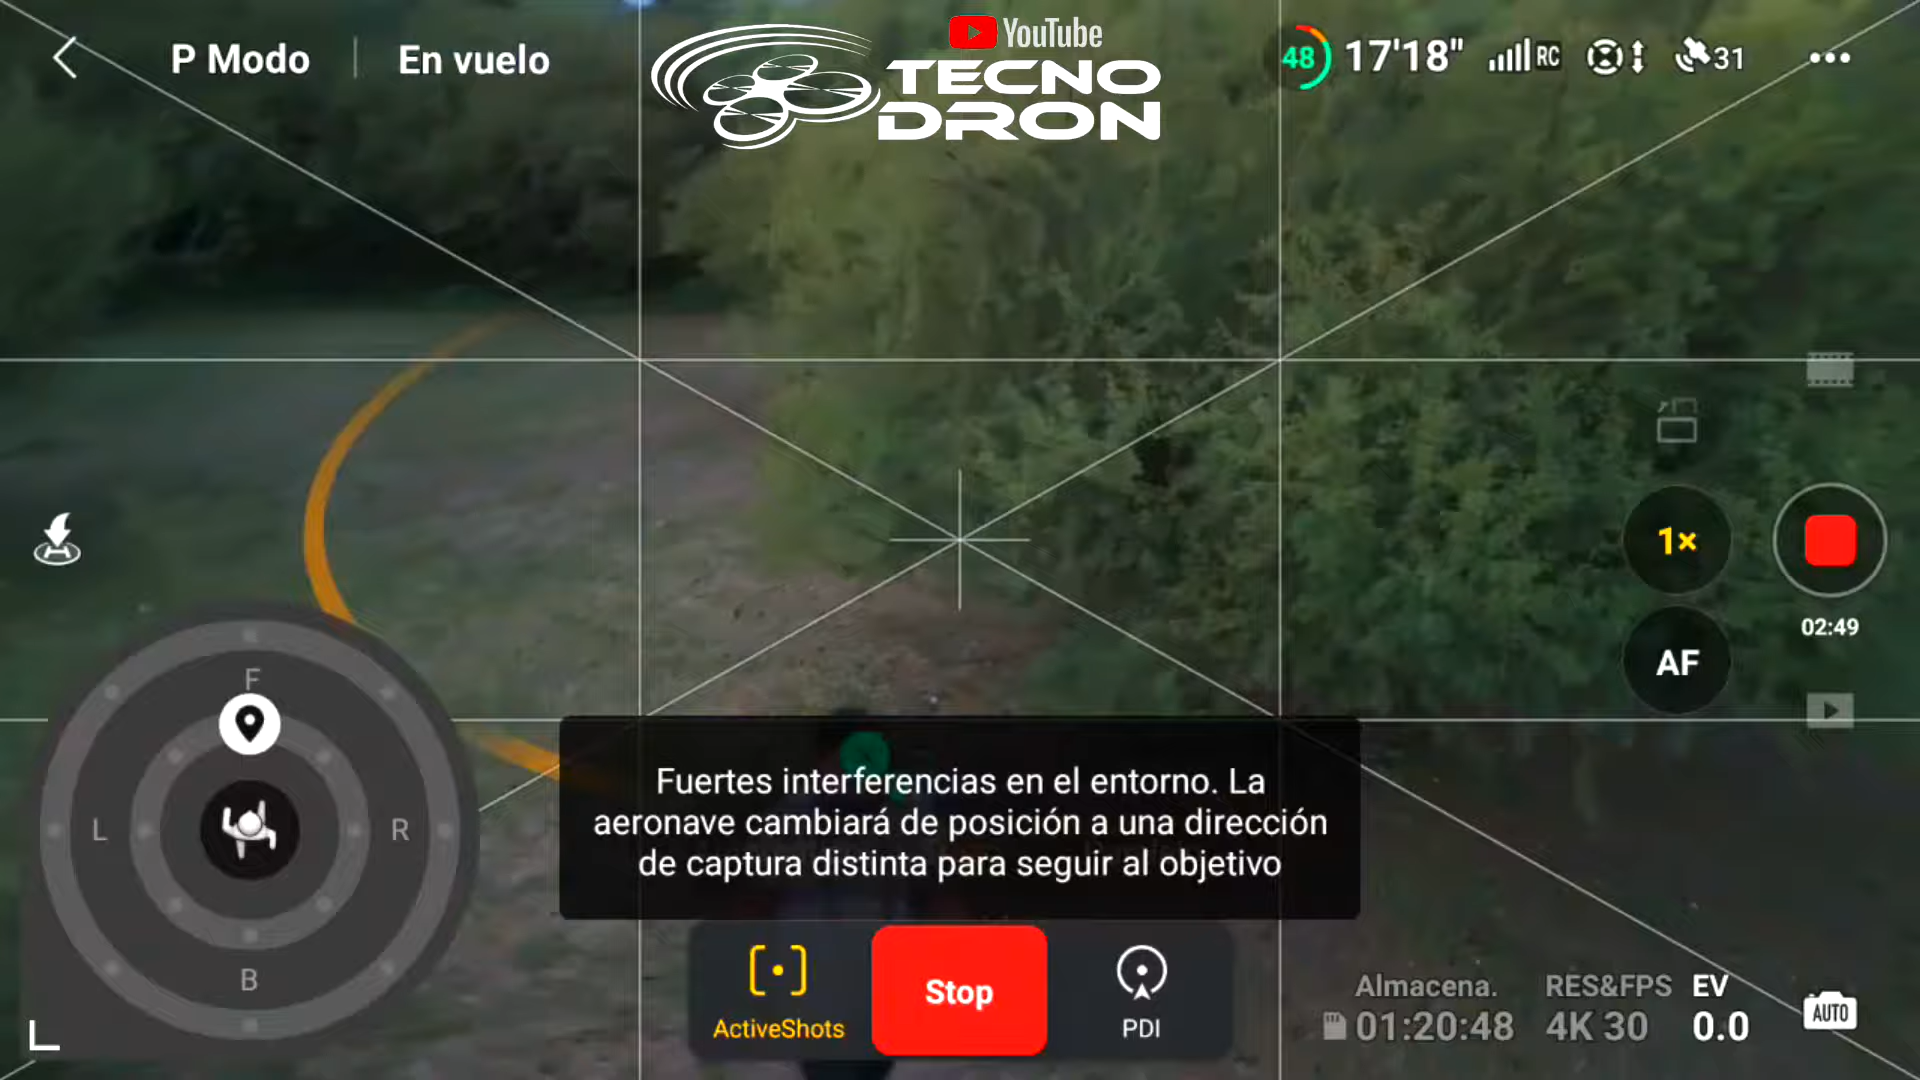 P Modo
En vuelo
YouTube
TECNO
DRON
48
17'18"
RC
31
1×
AF
02:49
F
L
R
B
Fuertes interferencias en el entorno. La
aeronave cambiará de posición a una dirección
de captura distinta para seguir al objetivo
ActiveShots
Stop
PDI
Almacena.
01:20:48
RES&FPS
4K 30
EV
0.0
AUTO